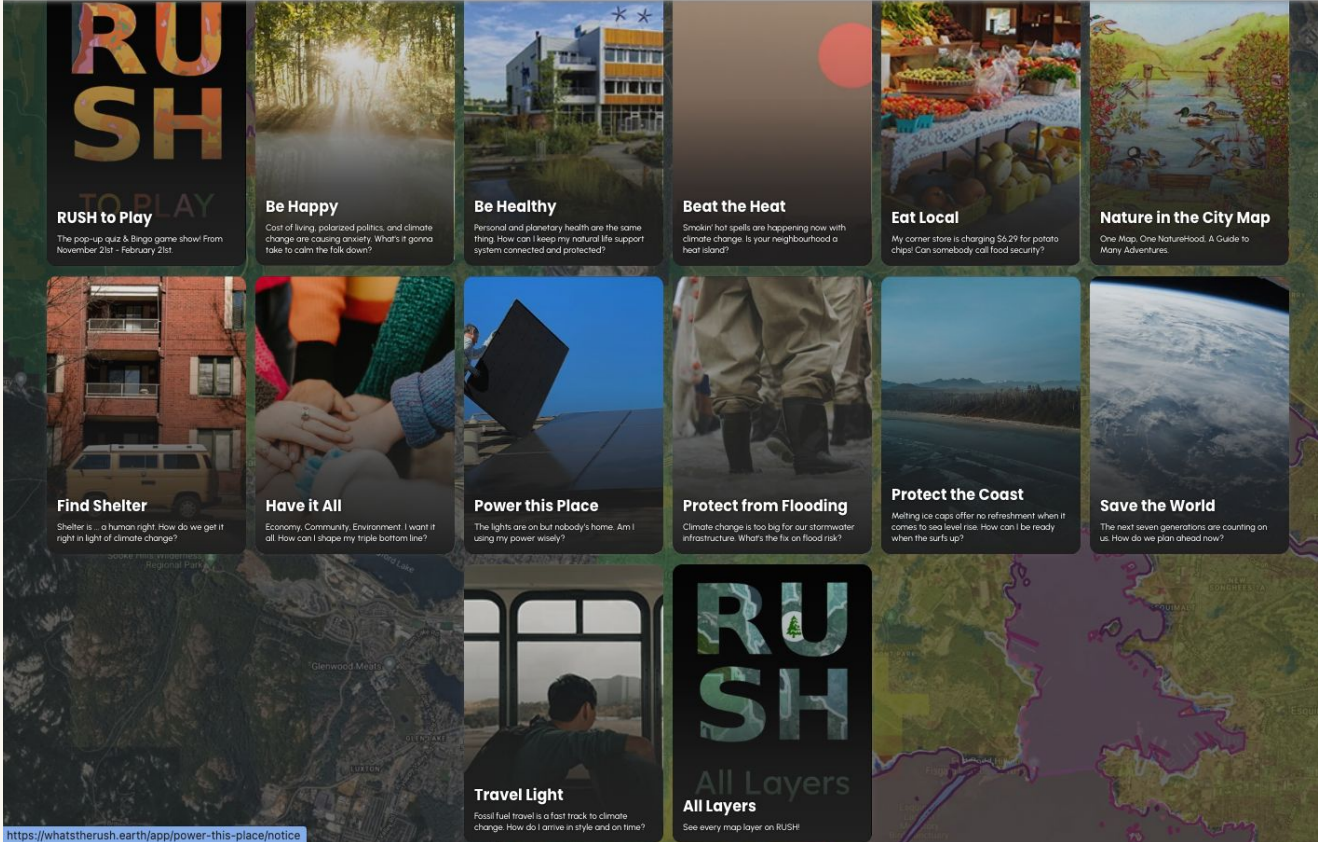 RU
SH
TO PLAY
RUSH to Play
The pop-up quiz & Bingo game show! From
November 21st - February 21st.
Be Happy
Cost of living, polarized politics, and climate
change are causing anxiety. What's it gonna
take to calm the folk down?
Be Healthy
Personal and planetary health are the same
thing. How can I keep my natural life support
system connected and protected?
Beat the Heat
Smokin' hot spells are happening now with
climate change. Is your neighbourhood a
heat island?
Eat Local
My corner store is charging $6.29 for potato
chips! Can somebody call food security?
Nature in the City Map
One Map, One NatureHood, A Guide to
Many Adventures.
Find Shelter
Shelter is ... a human right. How do we get it
right in light of climate change?
Have it All
Economy, Community, Environment. I want it
all. How can I shape my triple bottom line?
Power this Place
The lights are on but nobody's home. Am I
using my power wisely?
Protect from Flooding
Climate change is too big for our stormwater
infrastructure. What's the fix on flood risk?
Protect the Coast
Melting ice caps offer no refreshment when it
comes to sea level rise. How can I be ready
when the surfs up?
Save the World
The next seven generations are counting on
us. How do we plan ahead now?
Sooke Hills Wilderness
Regional Park
Glenwood Meats
GLEN LAKE
LUXTON
Travel Light
Fossil fuel travel is a fast track to climate
change. How do I arrive in style and on time?
RU
SH
All Layers
All Layers
See every map layer on RUSH!
https://whatstherush.earth/app/power-this-place/notice